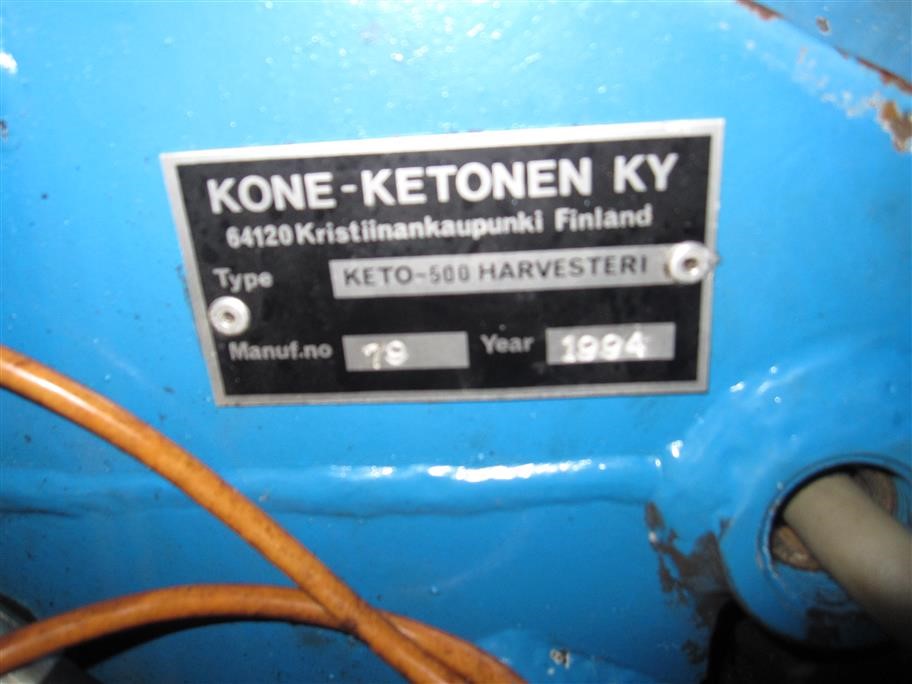 KONE-KETONEN KY
64120 Kristiinankaupunki Finland
Type KETO-500 HARVESTERI
Manuf.no 79 Year 1994